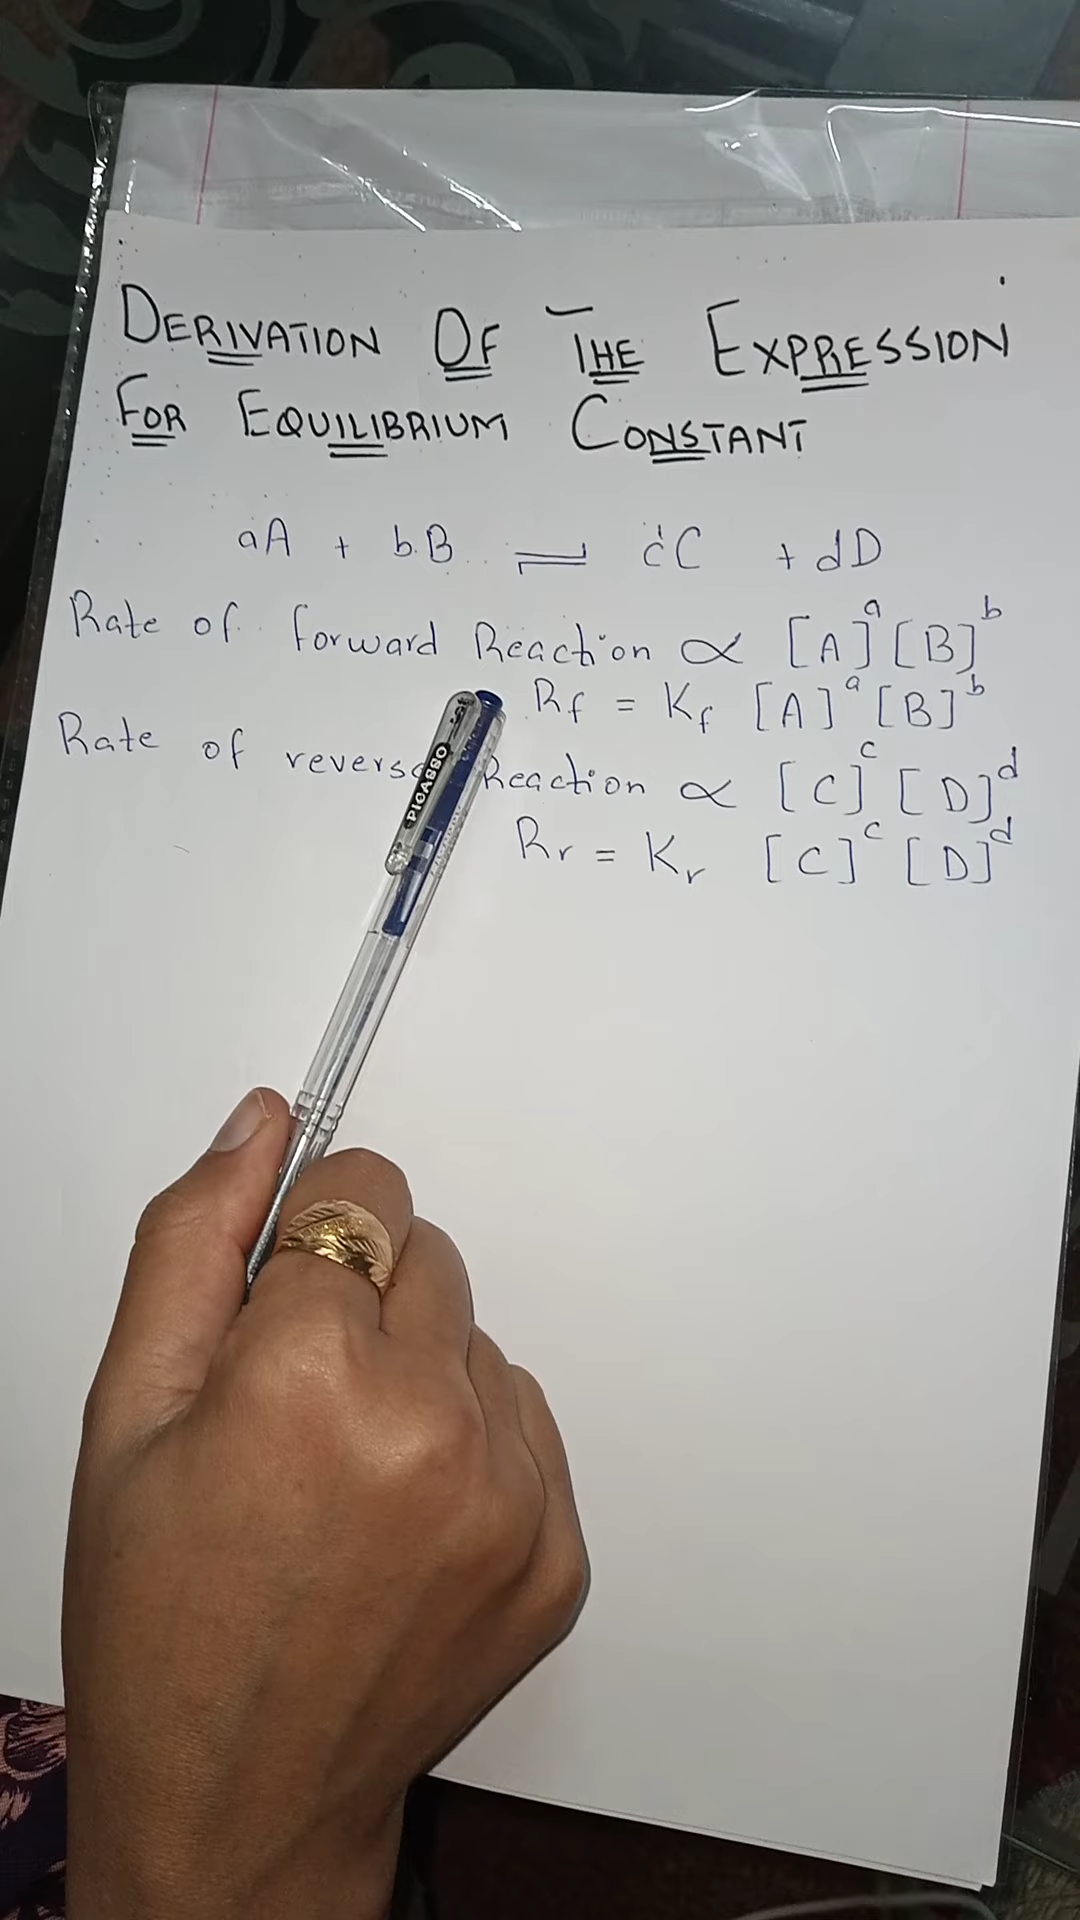 DERIVATION OF THE EXPRESSION
FOR EQUILIBRIUM CONSTANT
aA + bB ⇌ cC + dD
Rate of forward Reaction ∝ [A]ᵃ[B]ᵇ
Rf = Kf [A]ᵃ[B]ᵇ
Rate of reverse Reaction ∝ [C]ᶜ[D]ᵈ
Rr = Kr [C]ᶜ[D]ᵈ
PICASSO